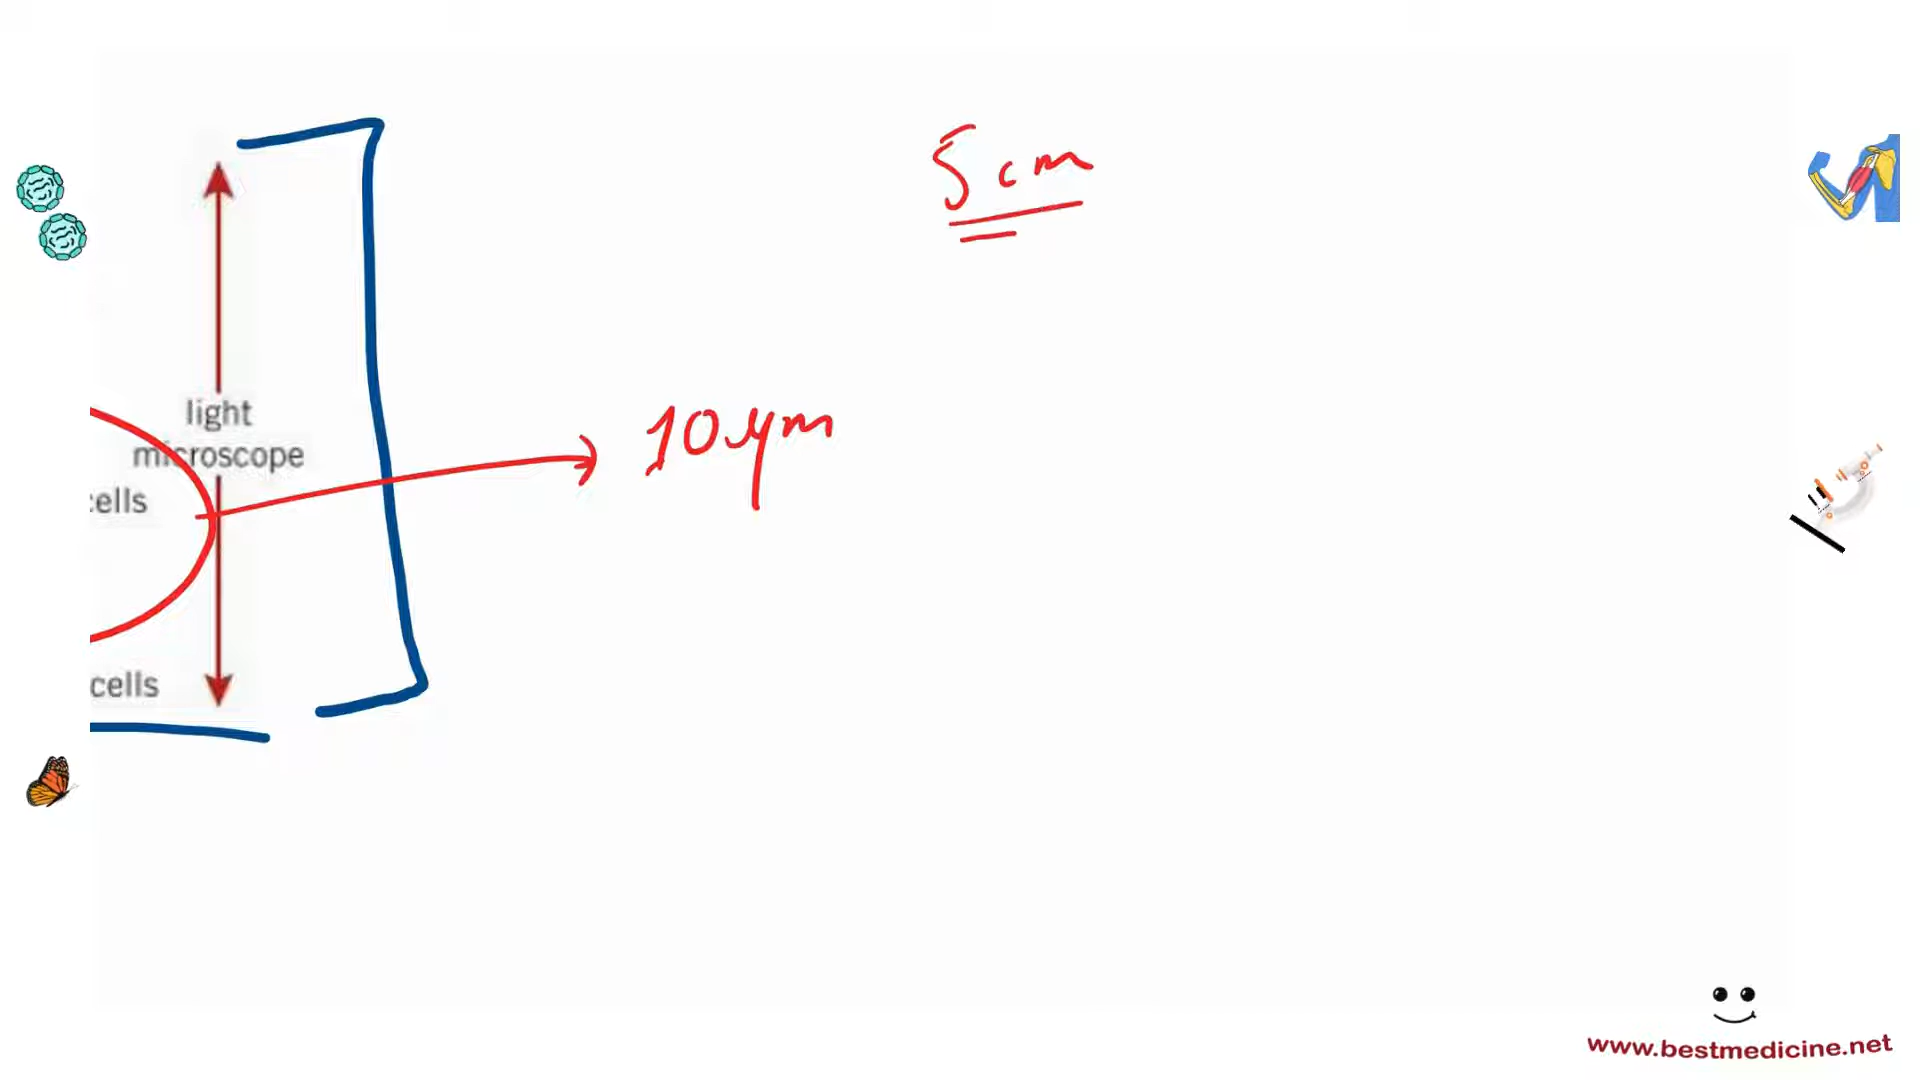 5 cm
light
microscope
10 μm
cells
cells
www.bestmedicine.net